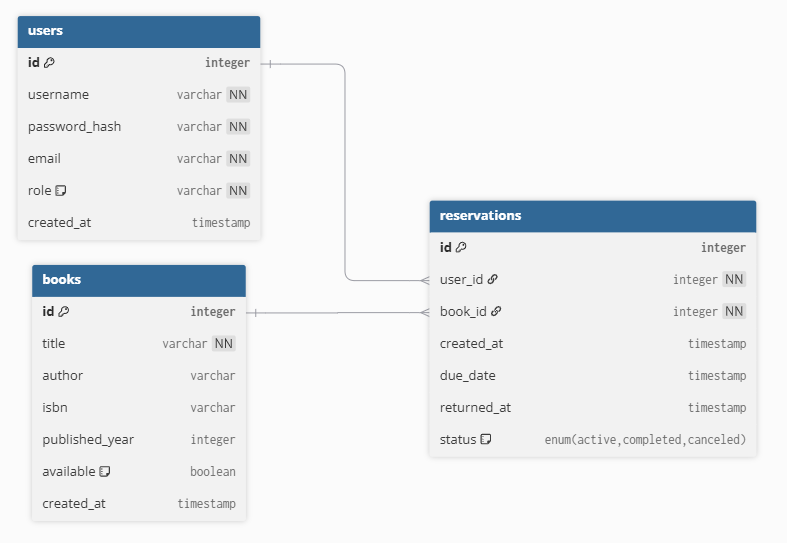 users
id integer
username varchar NN
password_hash varchar NN
email varchar NN
role varchar NN
created_at timestamp
books
id integer
title varchar NN
author varchar
isbn varchar
published_year integer
available boolean
created_at timestamp
reservations
id integer
user_id integer NN
book_id integer NN
created_at timestamp
due_date timestamp
returned_at timestamp
status enum(active,completed,canceled)